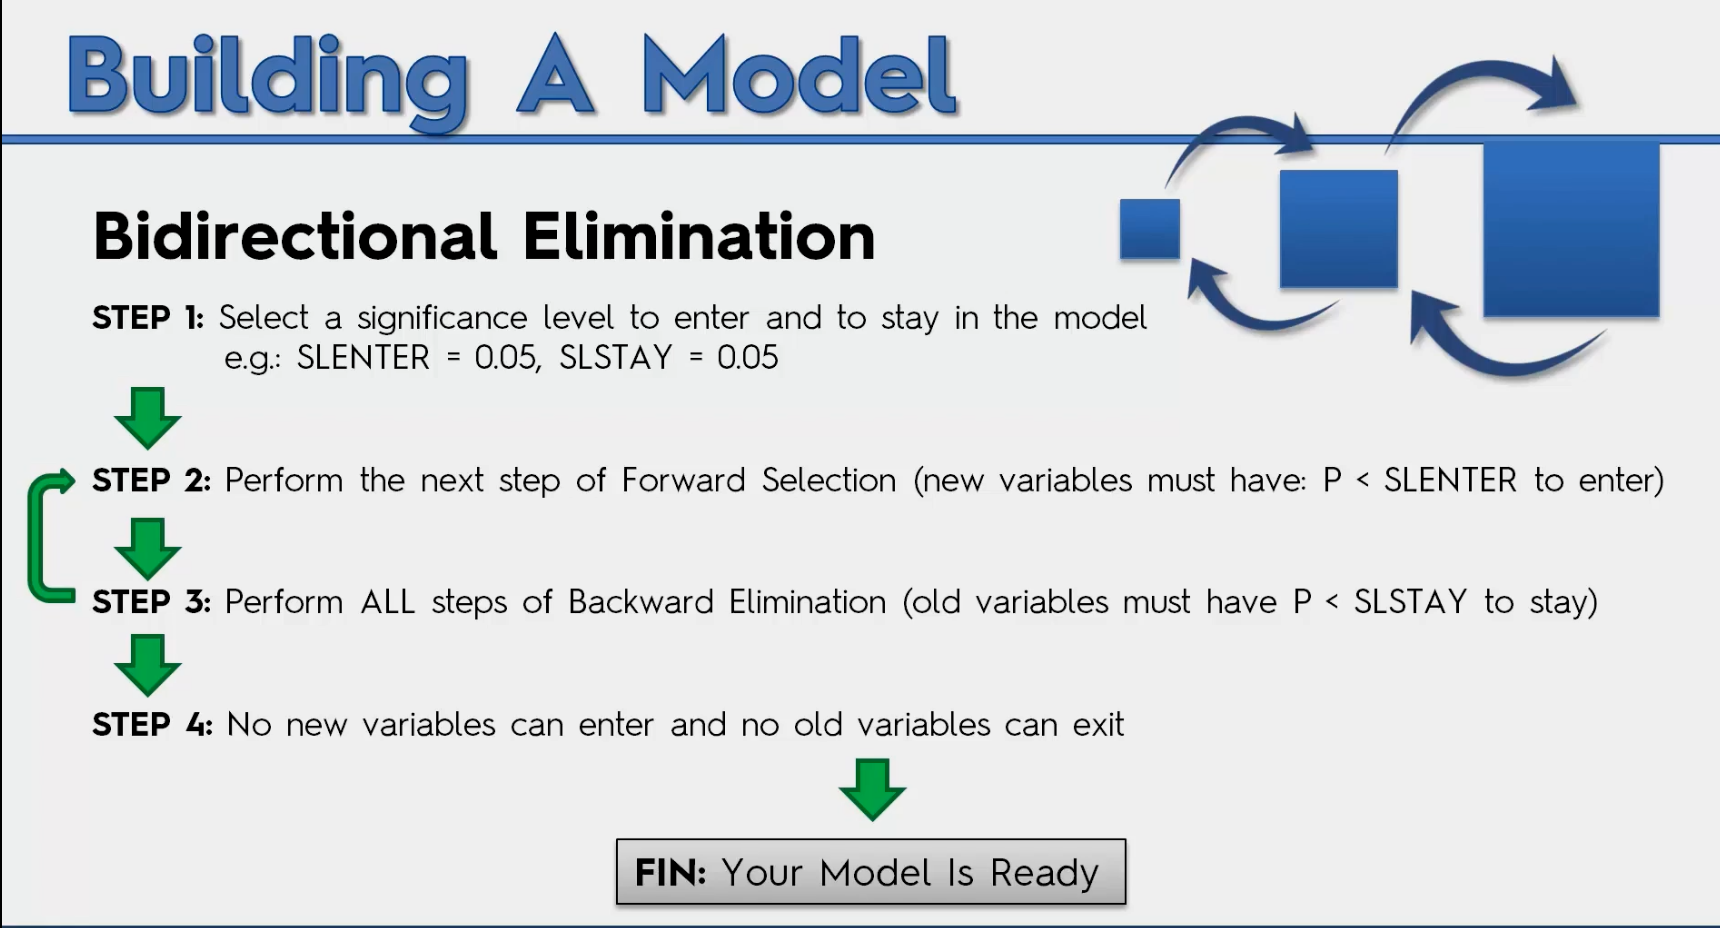 Building A Model
Bidirectional Elimination
STEP 1: Select a significance level to enter and to stay in the model
e.g.: SLENTER = 0.05, SLSTAY = 0.05
STEP 2: Perform the next step of Forward Selection (new variables must have: P < SLENTER to enter)
STEP 3: Perform ALL steps of Backward Elimination (old variables must have P < SLSTAY to stay)
STEP 4: No new variables can enter and no old variables can exit
FIN: Your Model Is Ready